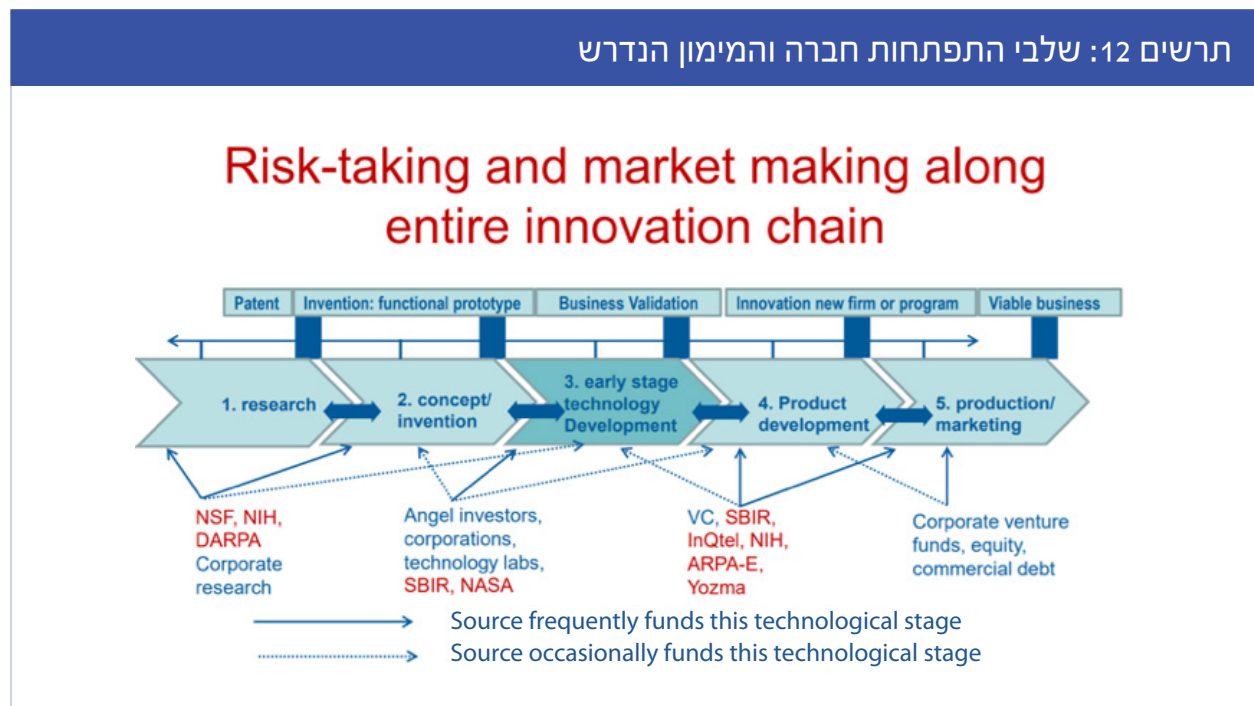 תרשים 12: שלבי התפתחות חברה והמימון הנדרש
Risk-taking and market making along
entire innovation chain
Patent
Invention: functional prototype
Business Validation
Innovation new firm or program
Viable business
1. research
2. concept/
invention
3. early stage
technology
Development
4. Product
development
5. production/
marketing
NSF, NIH,
DARPA
Corporate
research
Angel investors,
corporations,
technology labs,
SBIR, NASA
VC, SBIR,
InQtel, NIH,
ARPA-E,
Yozma
Corporate venture
funds, equity,
commercial debt
Source frequently funds this technological stage
Source occasionally funds this technological stage